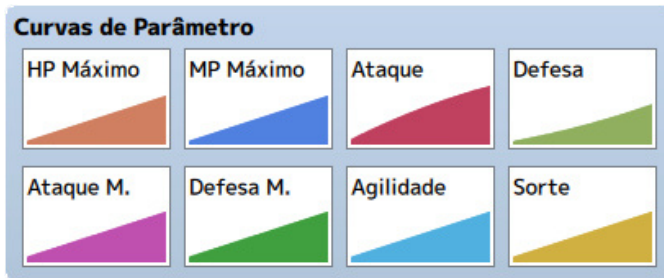 Curvas de Parâmetro
HP Máximo MP Máximo Ataque Defesa
Ataque M. Defesa M. Agilidade Sorte